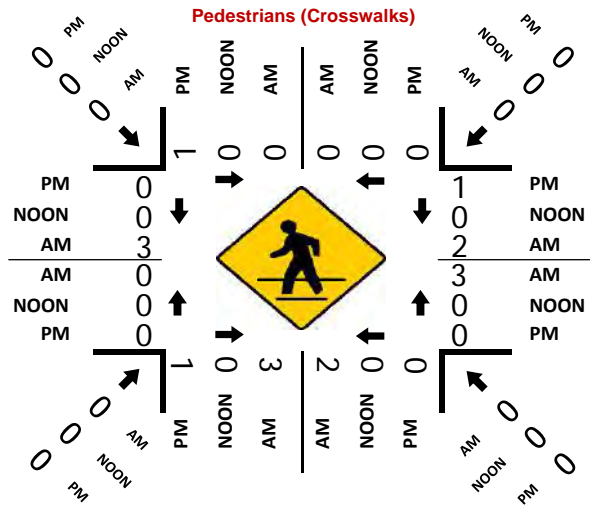 Pedestrians (Crosswalks)
PM NOON AM
0 0 0
PM NOON AM AM NOON PM
1 0 0 0 0 0
PM NOON AM
0 0 0
PM 0 1 PM
NOON 0 0 NOON
AM 3 2 AM
AM 0 3 AM
NOON 0 0 NOON
PM 0 0 PM
1 0 3 2 0 0
PM NOON AM AM NOON PM
0 0 0
AM NOON PM
0 0 0
AM NOON PM